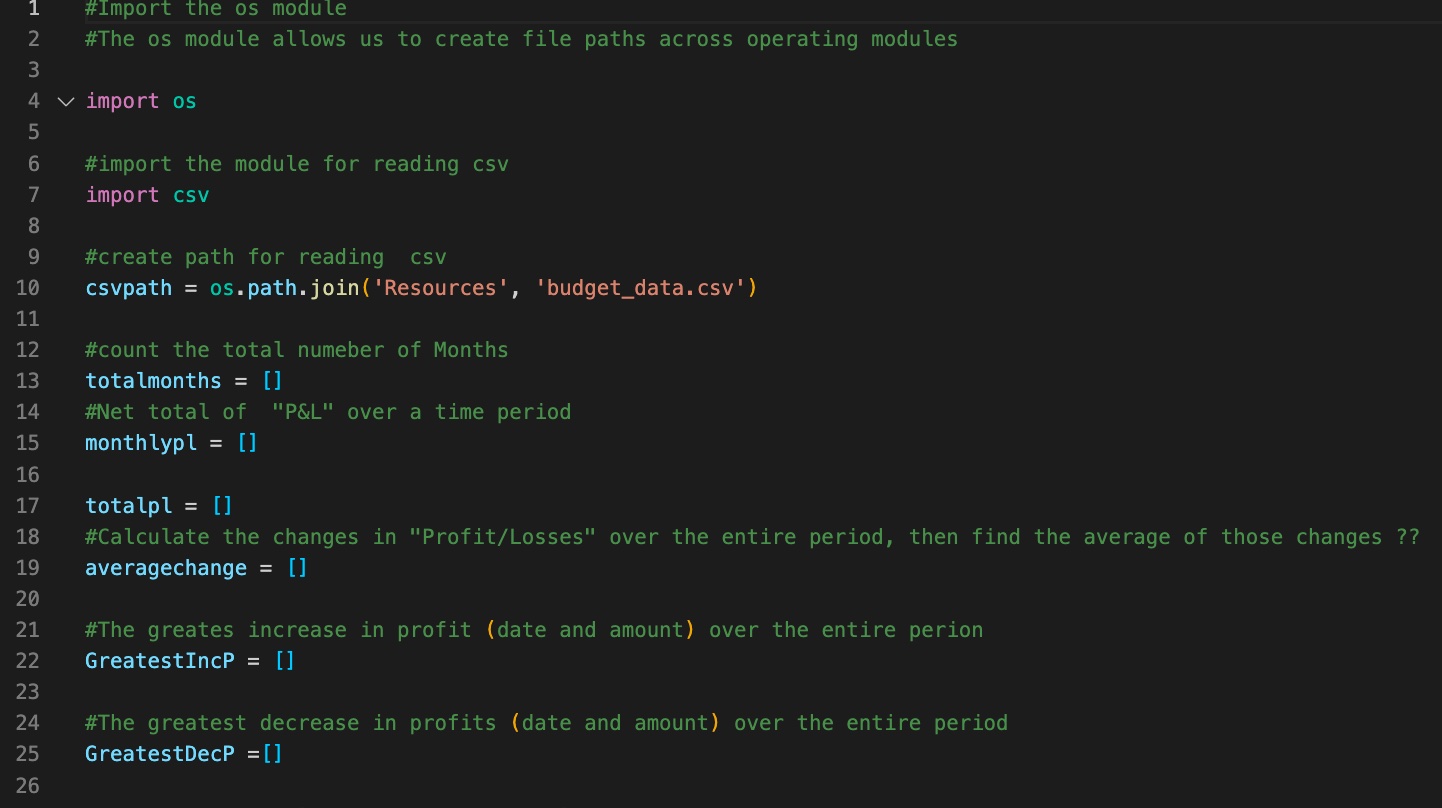 1 #Import the os module
2 #The os module allows us to create file paths across operating modules
3
4 import os
5
6 #import the module for reading csv
7 import csv
8
9 #create path for reading  csv
10 csvpath = os.path.join('Resources', 'budget_data.csv')
11
12 #count the total numeber of Months
13 totalmonths = []
14 #Net total of  "P&L" over a time period
15 monthlypl = []
16
17 totalpl = []
18 #Calculate the changes in "Profit/Losses" over the entire period, then find the average of those changes ??
19 averagechange = []
20
21 #The greates increase in profit (date and amount) over the entire perion
22 GreatestIncP = []
23
24 #The greatest decrease in profits (date and amount) over the entire period
25 GreatestDecP =[]
26